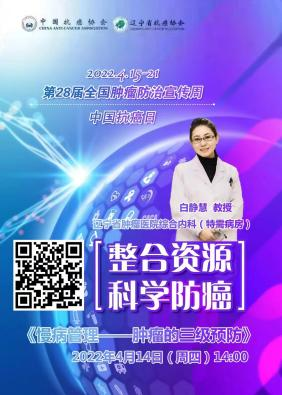 中国抗癌协会
CHINA ANTI-CANCER ASSOCIATION
辽宁省抗癌协会
2022.4.15-21
第28届全国肿瘤防治宣传周
中国抗癌日
白静慧 教授
辽宁省肿瘤医院综合内科（特需病房）
整合资源
科学防癌
《慢病管理——肿瘤的三级预防》
2022年4月14日（周四）14:00